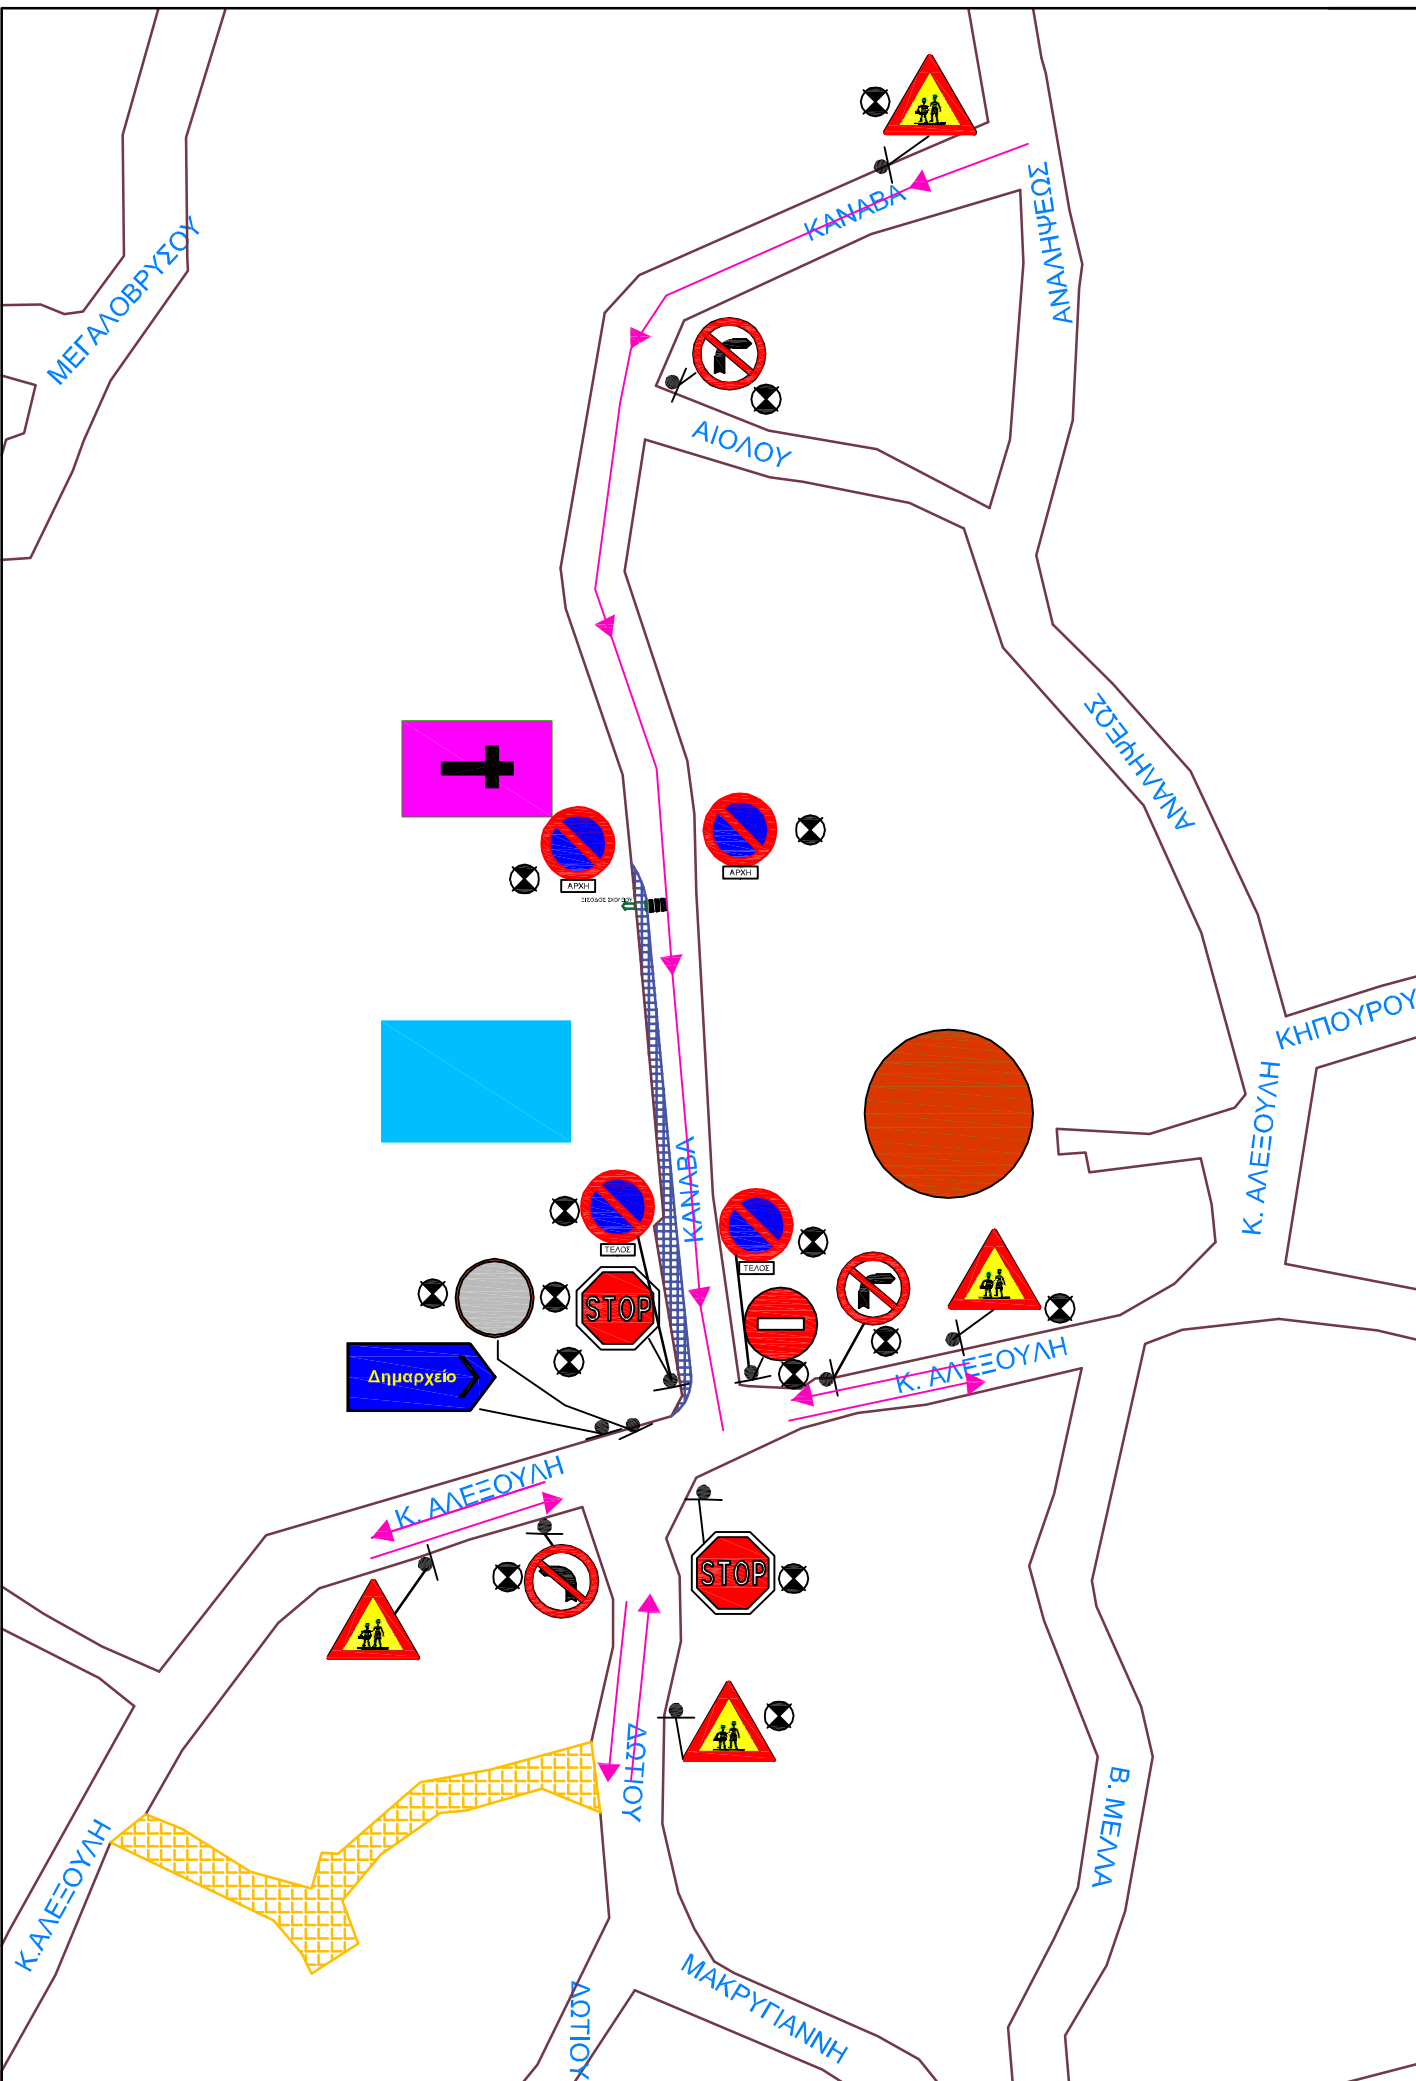 ΚΑΝΑΒΑ
ΑΝΑΛΗΨΕΩΣ
ΜΕΓΑΛΟΒΡΥΣΟΥ
ΑΙΟΛΟΥ
ΑΝΑΛΗΨΕΩΣ
ΑΡΧΗ
ΑΡΧΗ
ΚΗΠΟΥΡΟΥ
Κ. ΑΛΕΞΟΥΛΗ
ΚΑΝΑΒΑ
ΤΕΛΟΣ
ΤΕΛΟΣ
STOP
Δημαρχείο
Κ. ΑΛΕΞΟΥΛΗ
Κ. ΑΛΕΞΟΥΛΗ
STOP
ΔΩΤΙΟΥ
Β. ΜΕΛΛΑ
Κ.ΑΛΕΞΟΥΛΗ
ΜΑΚΡΥΓΙΑΝΝΗ
ΔΩΤΙΟΥ